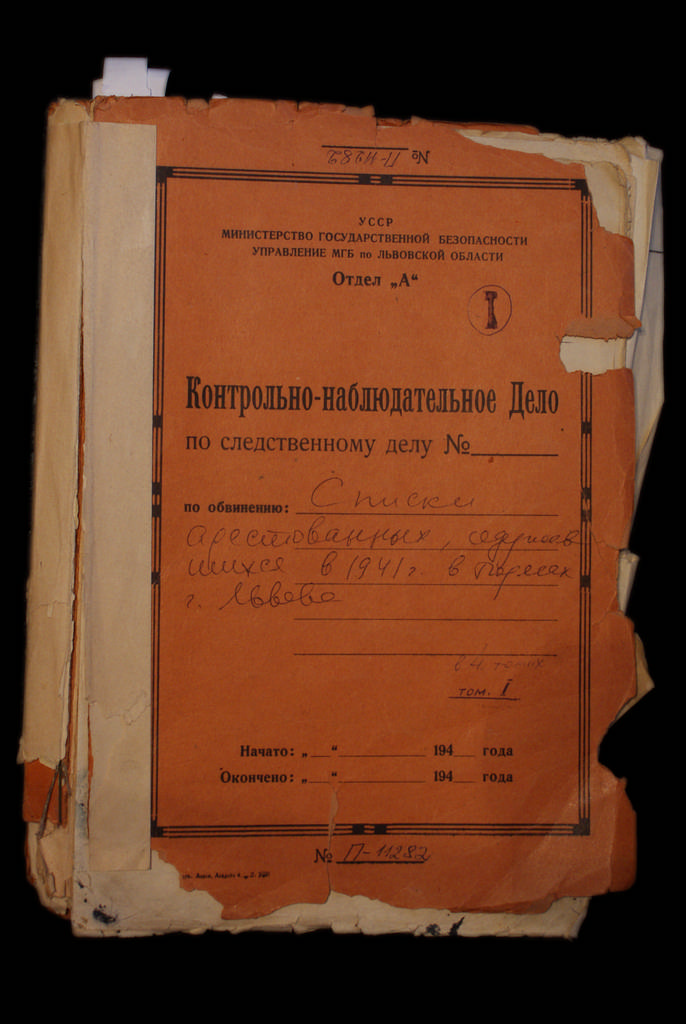 № П-11282
УССР
МИНИСТЕРСТВО ГОСУДАРСТВЕННОЙ БЕЗОПАСНОСТИ
УПРАВЛЕНИЕ МГБ по ЛЬВОВСКОЙ ОБЛАСТИ
Отдел „А“
I
Контрольно-наблюдательное Дело
по следственному делу №
по обвинению: Списки
арестованных, содержав
шихся в 1941 г. в тюрьмах
г. Львова
в 4 томах
том. I
Начато: „ “ 194 года
Окончено: „ “ 194 года
№ П-11282